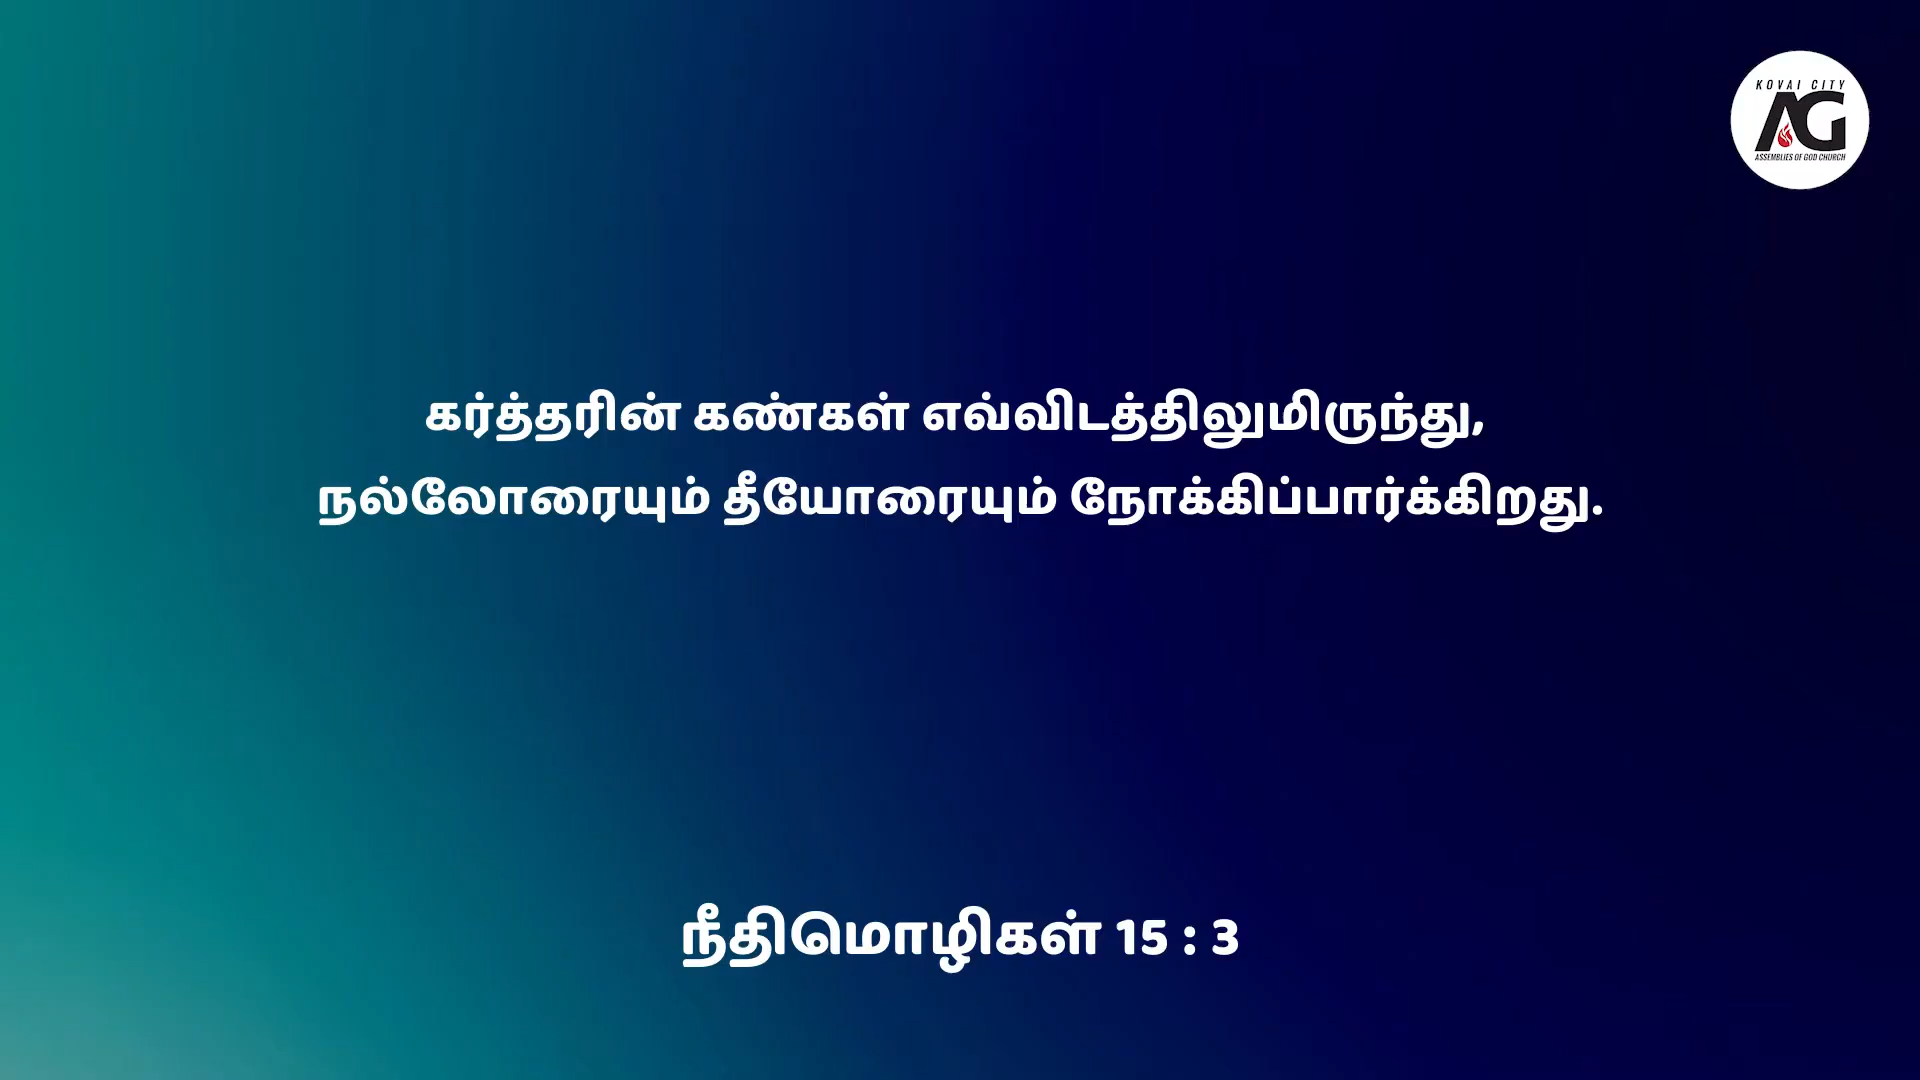 KOVAI CITY
AG
ASSEMBLIES OF GOD CHURCH
கர்த்தரின் கண்கள் எவ்விடத்திலுமிருந்து,
நல்லோரையும் தீயோரையும் நோக்கிப்பார்க்கிறது.
நீதிமொழிகள் 15 : 3